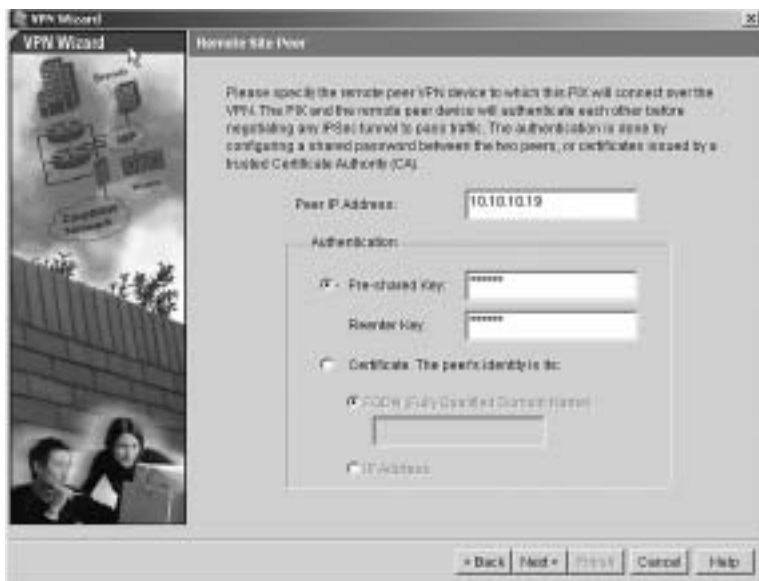 VPN Wizard
VPN Wizard
Remote Site Peer
Please specify the remote peer VPN device to which this PIX will connect over the
VPN. The PIX and the remote peer device will authenticate each other before
negotiating any IPSec tunnel to pass traffic. The authentication is done by
configuring a shared password between the two peers, or certificates issued by a
trusted Certificate Authority (CA).
Peer IP Address:
10.10.10.19
Authentication
Pre-shared Key:
******
Reenter Key:
******
Certificate. The peer's identity is its:
FQDN (Fully Qualified Domain Name)
IP Address
< Back
Next >
Finish
Cancel
Help